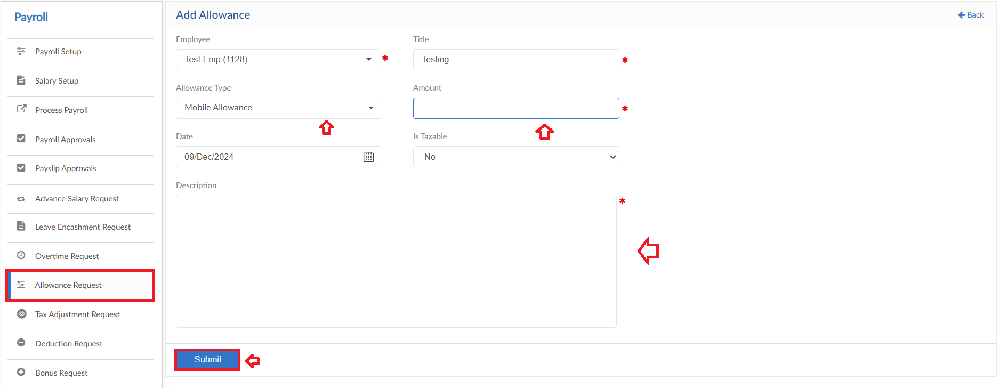 Payroll
Payroll Setup
Salary Setup
Process Payroll
Payroll Approvals
Payslip Approvals
Advance Salary Request
Leave Encashment Request
Overtime Request
Allowance Request
Tax Adjustment Request
Deduction Request
Bonus Request
Add Allowance
Back
Employee
Test Emp (1128)
*
Title
Testing
*
Allowance Type
Mobile Allowance
Amount
*
Date
09/Dec/2024
Is Taxable
No
Description
*
Submit